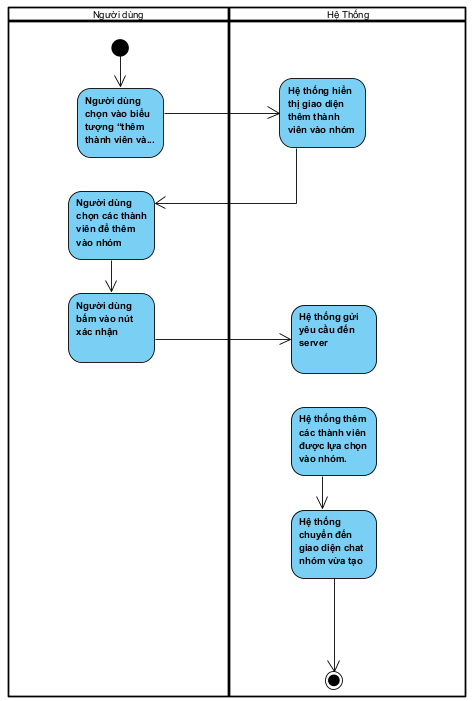 Người dùng
Hệ Thống
Người dùng
chọn vào biểu
tượng “thêm
thành viên và...
Hệ thống hiển
thị giao diện
thêm thành
viên vào nhóm
Người dùng
chọn các thành
viên để thêm
vào nhóm
Người dùng
bấm vào nút
xác nhận
Hệ thống gửi
yêu cầu đến
server
Hệ thống thêm
các thành viên
được lựa chọn
vào nhóm.
Hệ thống
chuyển đến
giao diện chat
nhóm vừa tạo